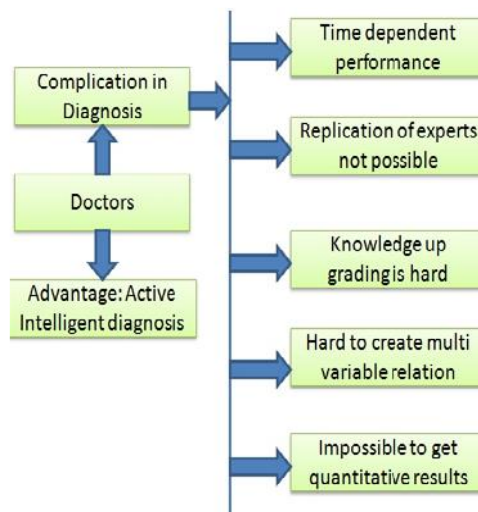 Complication in
Diagnosis
Doctors
Advantage: Active
Intelligent diagnosis
Time dependent
performance
Replication of experts
not possible
Knowledge up
grading is hard
Hard to create multi
variable relation
Impossible to get
quantitative results